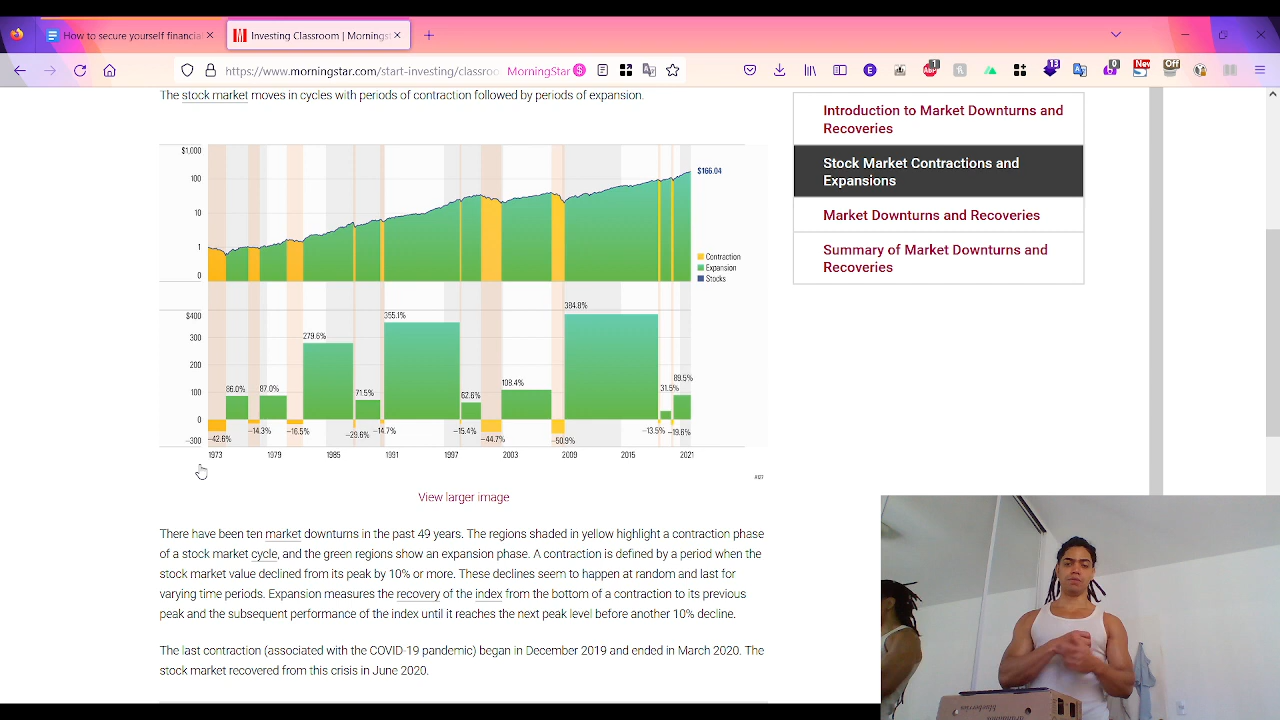 How to secure yourself financia
Investing Classroom | Mornings
https://www.morningstar.com/start-investing/classroo
MorningStar
1
13
0
New
Off
The stock market moves in cycles with periods of contraction followed by periods of expansion.
$1,000
100
10
1
0
$166.04
Contraction
Expansion
Stocks
$400
300
200
100
0
–300
86.0%
87.0%
279.6%
71.5%
355.1%
62.6%
108.4%
384.8%
31.5%
89.5%
–42.6%
–14.3%
–16.5%
–29.6%
–14.7%
–15.4%
–44.7%
–50.9%
–13.5%
–19.6%
1973
1979
1985
1991
1997
2003
2009
2015
2021
View larger image
There have been ten market downturns in the past 49 years. The regions shaded in yellow highlight a contraction phase
of a stock market cycle, and the green regions show an expansion phase. A contraction is defined by a period when the
stock market value declined from its peak by 10% or more. These declines seem to happen at random and last for
varying time periods. Expansion measures the recovery of the index from the bottom of a contraction to its previous
peak and the subsequent performance of the index until it reaches the next peak level before another 10% decline.
The last contraction (associated with the COVID-19 pandemic) began in December 2019 and ended in March 2020. The
stock market recovered from this crisis in June 2020.
Introduction to Market Downturns and
Recoveries
Stock Market Contractions and
Expansions
Market Downturns and Recoveries
Summary of Market Downturns and
Recoveries